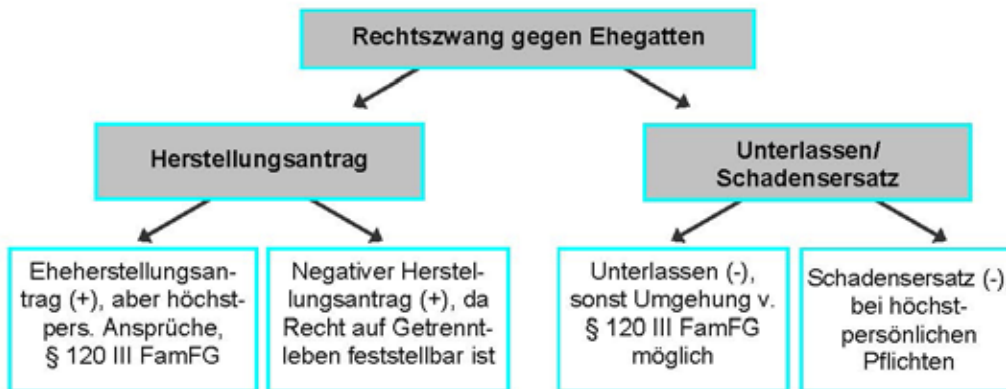 Rechtszwang gegen Ehegatten
Herstellungsantrag
Unterlassen/
Schadensersatz
Eheherstellungsan-
trag (+), aber höchst-
pers. Ansprüche,
§ 120 III FamFG
Negativer Herstel-
lungsantrag (+), da
Recht auf Getrennt-
leben feststellbar ist
Unterlassen (-),
sonst Umgehung v.
§ 120 III FamFG
möglich
Schadensersatz (-)
bei höchst-
persönlichen
Pflichten